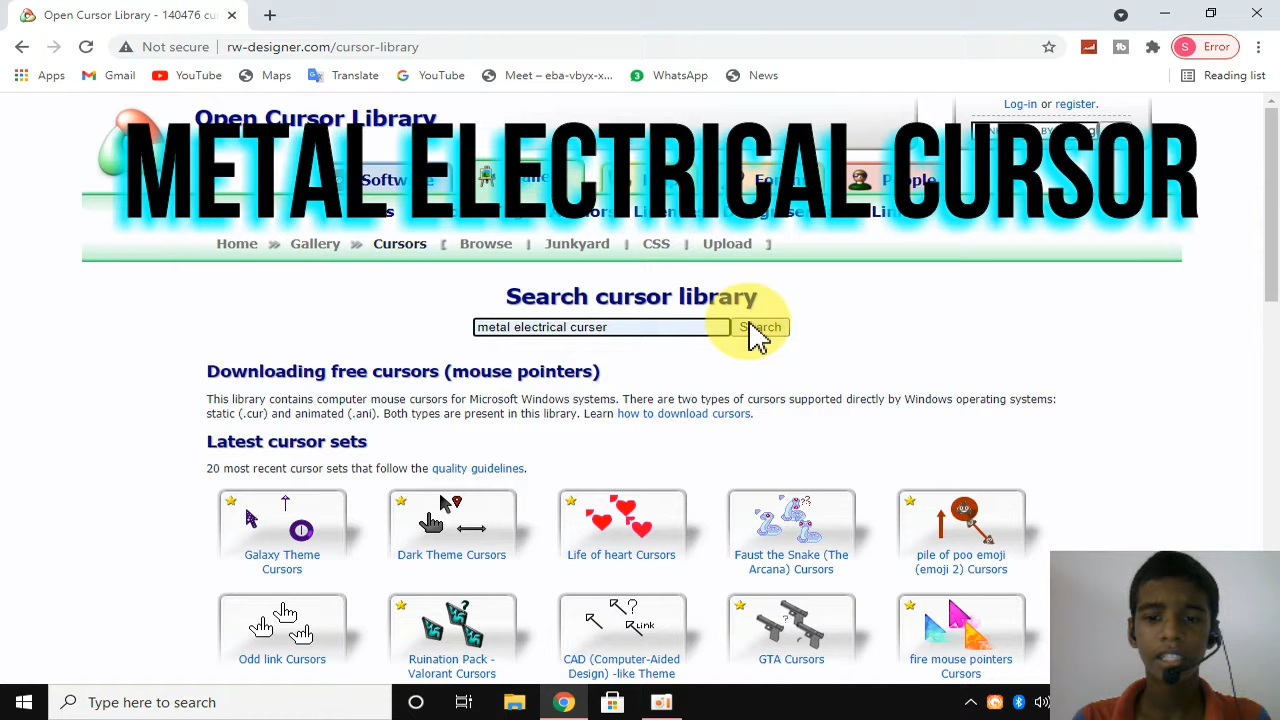 Open Cursor Library - 140476 cu
Not secure rw-designer.com/cursor-library
Error
Apps Gmail YouTube Maps Translate YouTube Meet – eba-vbyx-x... WhatsApp News Reading list
Open Cursor Library
Log-in or register.
METAL ELECTRICAL CURSOR
Home » Gallery » Cursors [ Browse | Junkyard | CSS | Upload ]
Search cursor library
metal electrical curser Search
Downloading free cursors (mouse pointers)
This library contains computer mouse cursors for Microsoft Windows systems. There are two types of cursors supported directly by Windows operating systems:
static (.cur) and animated (.ani). Both types are present in this library. Learn how to download cursors.
Latest cursor sets
20 most recent cursor sets that follow the quality guidelines.
Galaxy Theme Cursors
Dark Theme Cursors
Life of heart Cursors
Faust the Snake (The Arcana) Cursors
pile of poo emoji (emoji 2) Cursors
Odd link Cursors
Ruination Pack - Valorant Cursors
CAD (Computer-Aided Design) -like Theme
GTA Cursors
fire mouse pointers Cursors
Type here to search